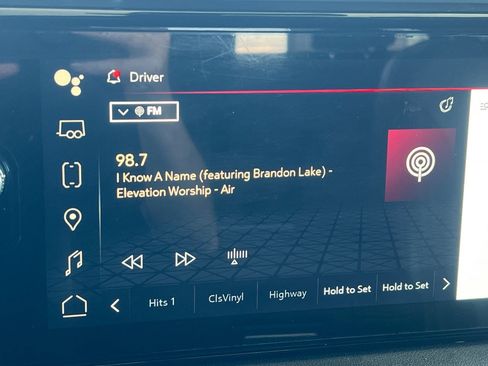 Driver
FM
98.7
I Know A Name (featuring Brandon Lake) -
Elevation Worship - Air
Hits 1 ClsVinyl Highway Hold to Set Hold to Set